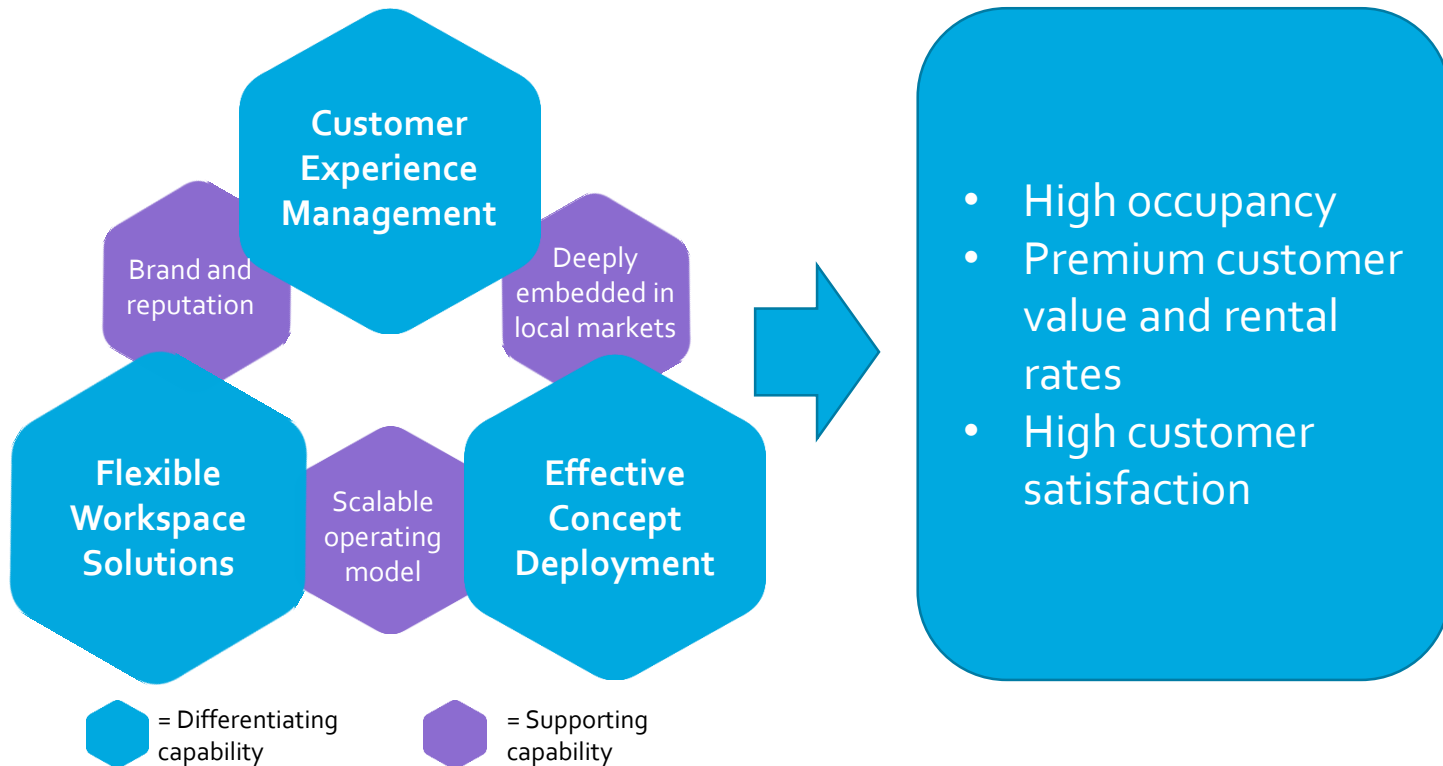 Customer
Experience
Management
Brand and
reputation
Deeply
embedded in
local markets
Flexible
Workspace
Solutions
Scalable
operating
model
Effective
Concept
Deployment
• High occupancy
• Premium customer
value and rental
rates
• High customer
satisfaction
= Differentiating
capability
= Supporting
capability